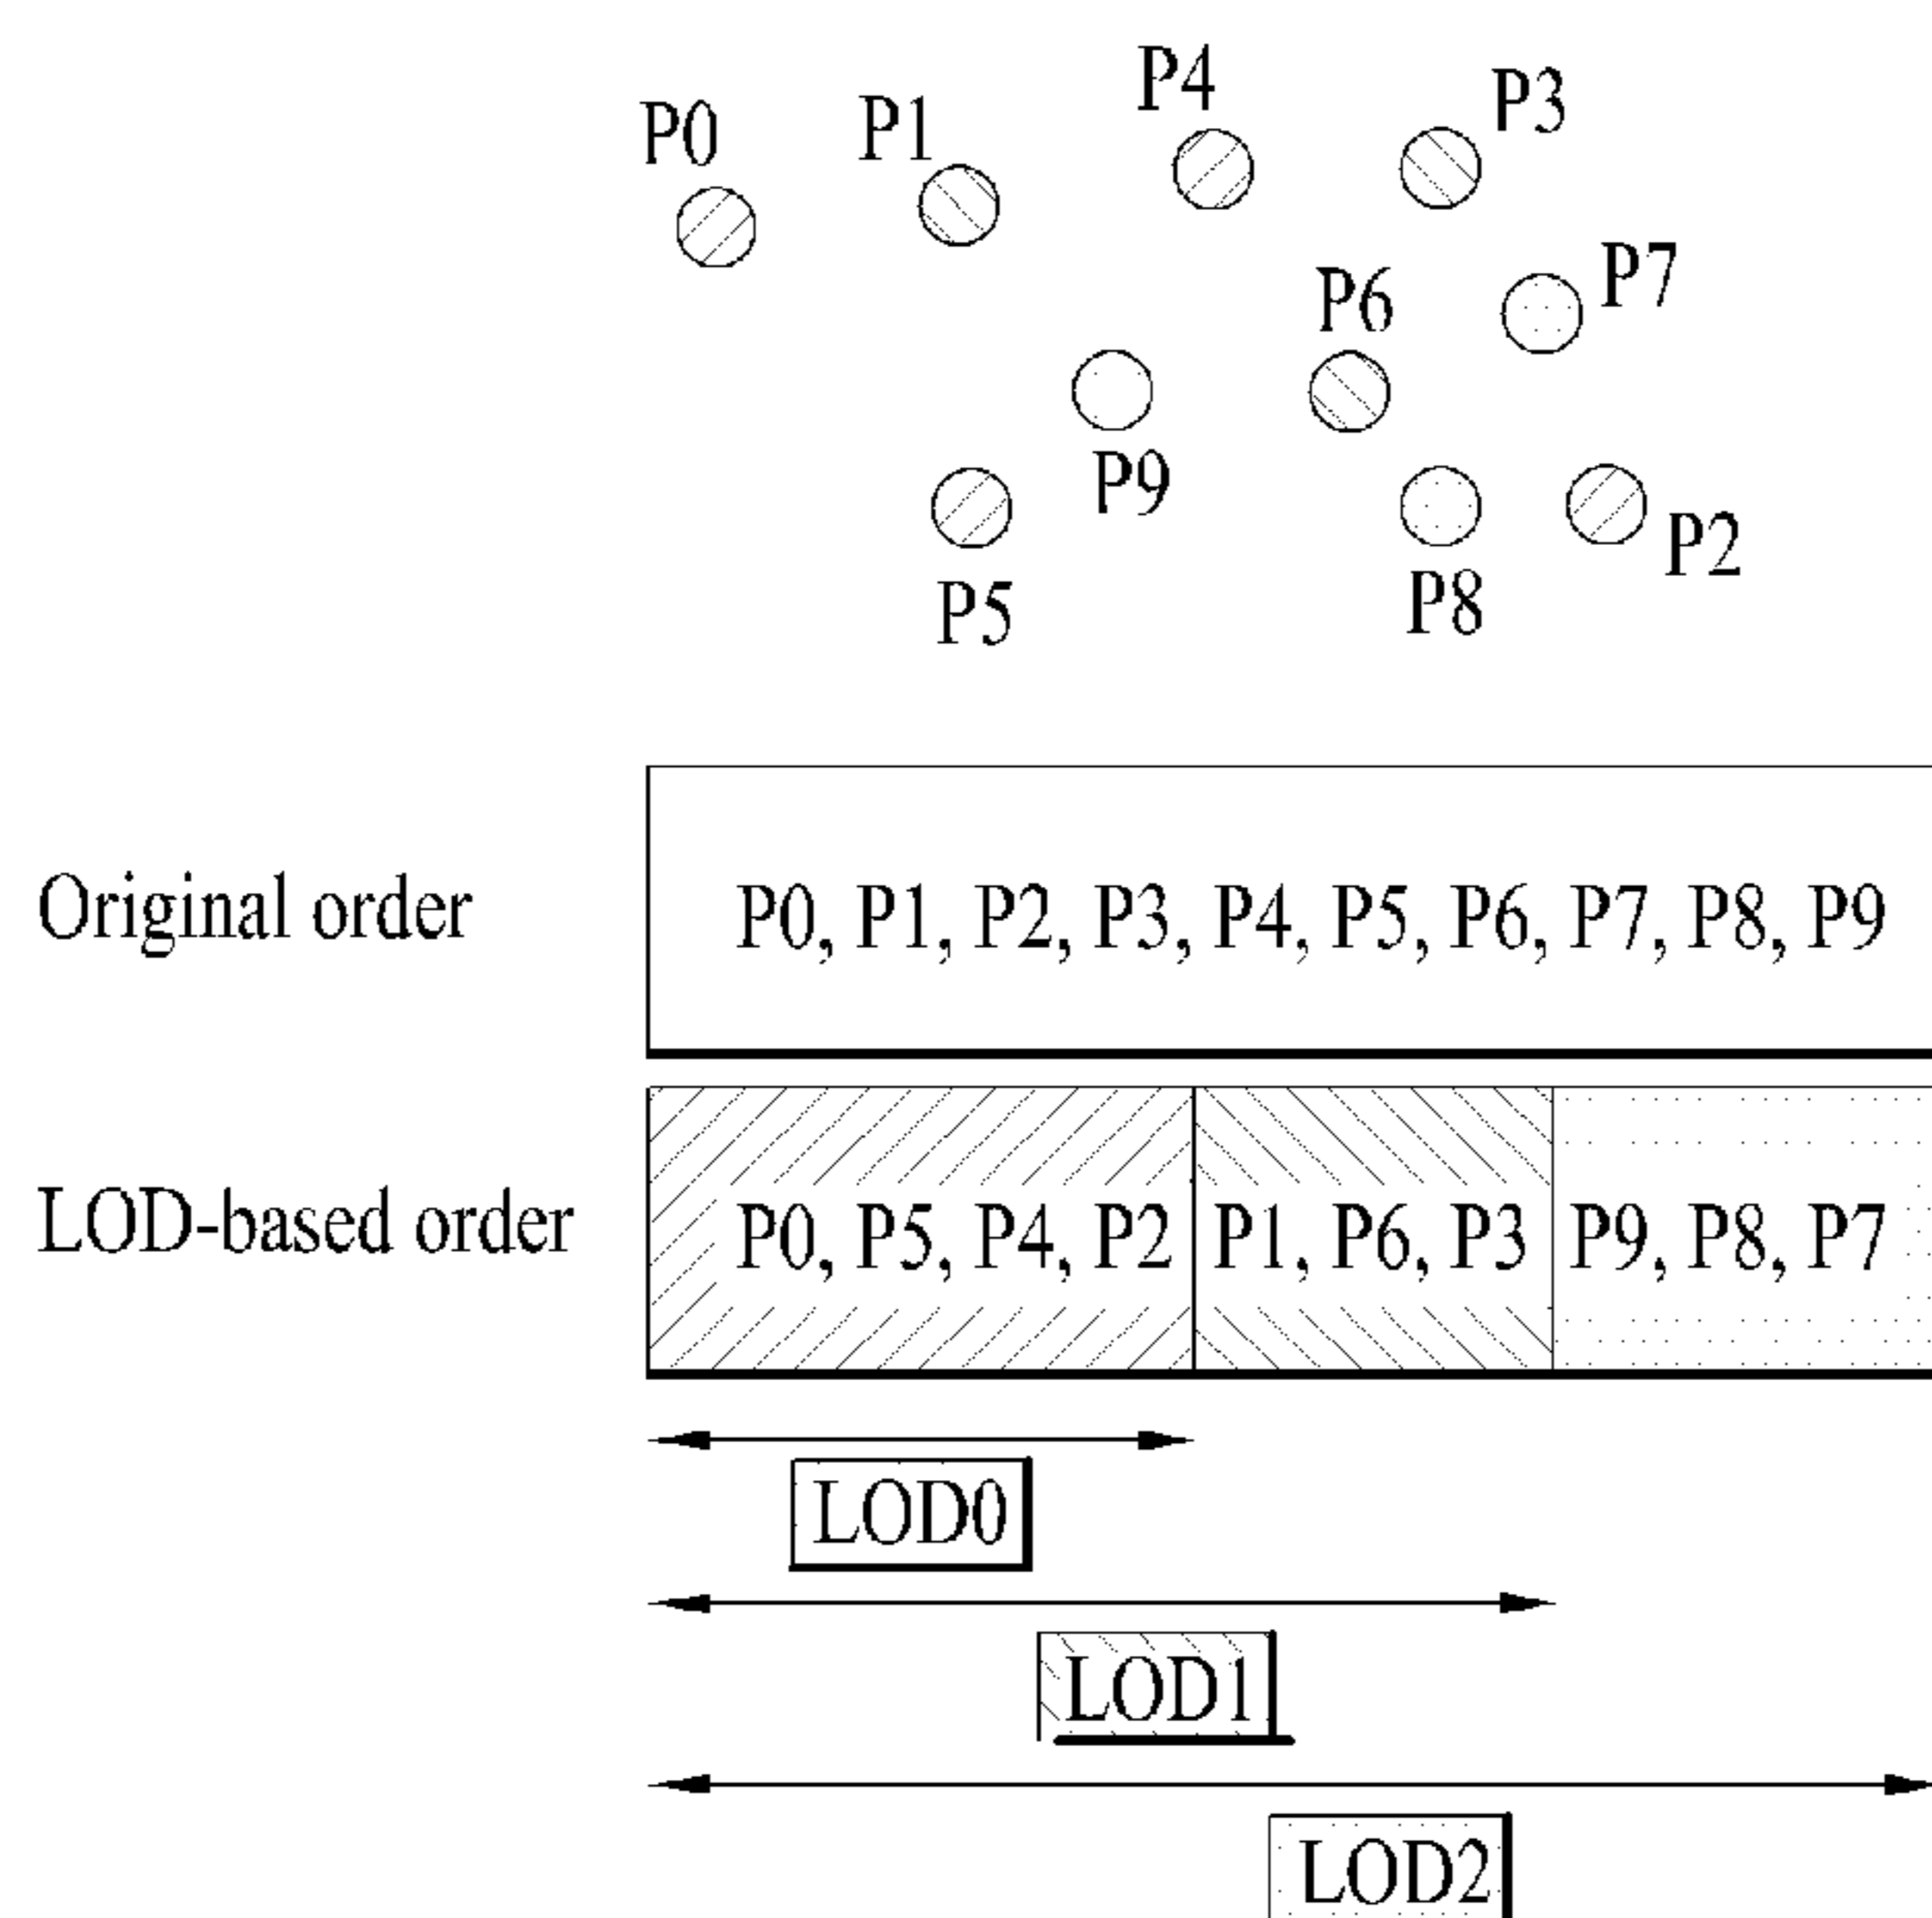 P4
P3
P0
P1
P7
P6
P9
P2
P5
P8
Original order
P0, P1, P2, P3, P4, P5, P6, P7, P8, P9
LOD-based order
P0, P5, P4, P2
P1, P6, P3
P9, P8, P7
LOD0
LOD1
LOD2